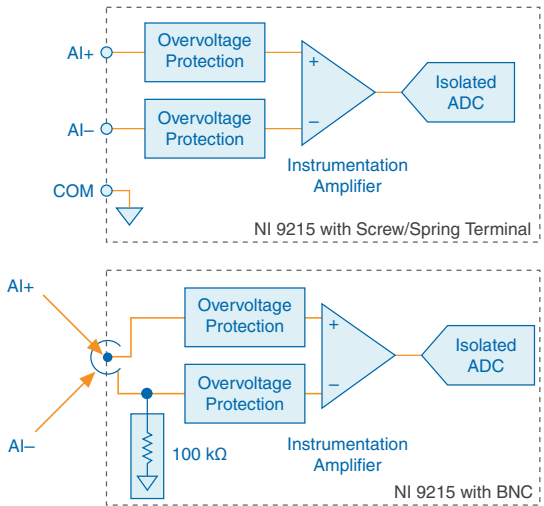 AI+
Overvoltage
Protection
+
Isolated
ADC
AI–
Overvoltage
Protection
–
Instrumentation
Amplifier
COM
NI 9215 with Screw/Spring Terminal
AI+
Overvoltage
Protection
+
Isolated
ADC
AI–
Overvoltage
Protection
–
100 kΩ
Instrumentation
Amplifier
NI 9215 with BNC